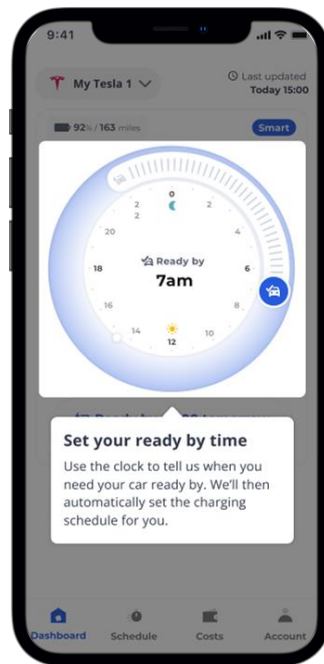 9:41
My Tesla 1
Last updated
Today 15:00
92% / 163 miles
Smart
0
2
2
2
20
4
18
Ready by
7am
6
16
8
14
12
10
Set your ready by time
Use the clock to tell us when you
need your car ready by. We’ll then
automatically set the charging
schedule for you.
Dashboard
Schedule
Costs
Account